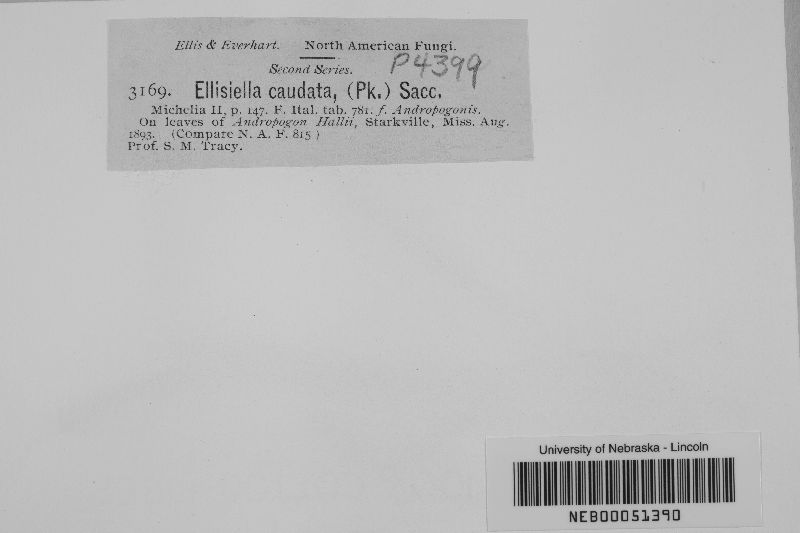 Ellis & Everhart. North American Fungi.
Second Series.
P4399
3169. Ellisiella caudata, (Pk.) Sacc.
Michelia II, p. 147. F. Ital. tab. 781. f. Andropogonis.
On leaves of Andropogon Hallii, Starkville, Miss. Aug.
1893. (Compare N. A. F. 815 )
Prof. S. M. Tracy.
University of Nebraska - Lincoln
NEB00051390